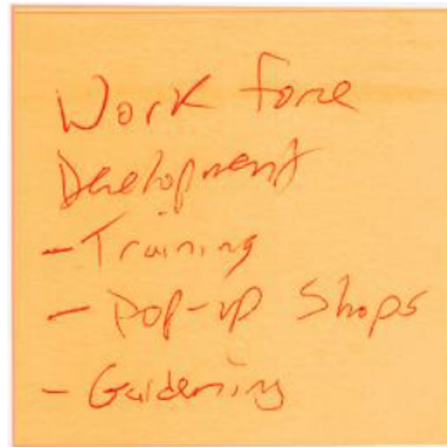 Work force
Development
- Training
- Pop-up Shops
- Gardening